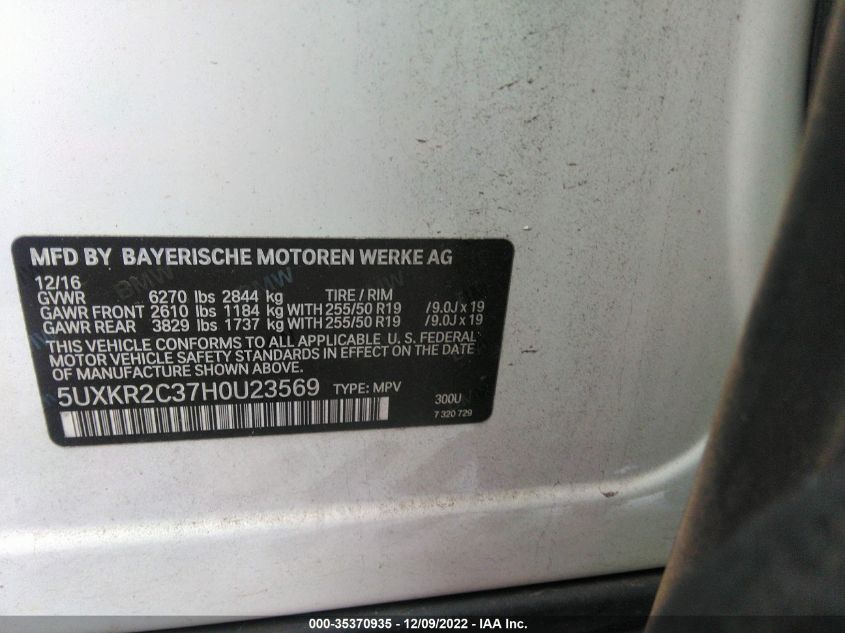 MFD BY BAYERISCHE MOTOREN WERKE AG
12/16
GVWR 6270 lbs 2844 kg TIRE / RIM
GAWR FRONT 2610 lbs 1184 kg WITH 255/50 R19 / 9.0J x 19
GAWR REAR 3829 lbs 1737 kg WITH 255/50 R19 / 9.0J x 19
THIS VEHICLE CONFORMS TO ALL APPLICABLE U. S. FEDERAL
MOTOR VEHICLE SAFETY STANDARDS IN EFFECT ON THE DATE
OF MANUFACTURE SHOWN ABOVE.
5UXKR2C37H0U23569 TYPE: MPV 300U
7 320 729
BMW
BMW
000-35370935 - 12/09/2022 - IAA Inc.